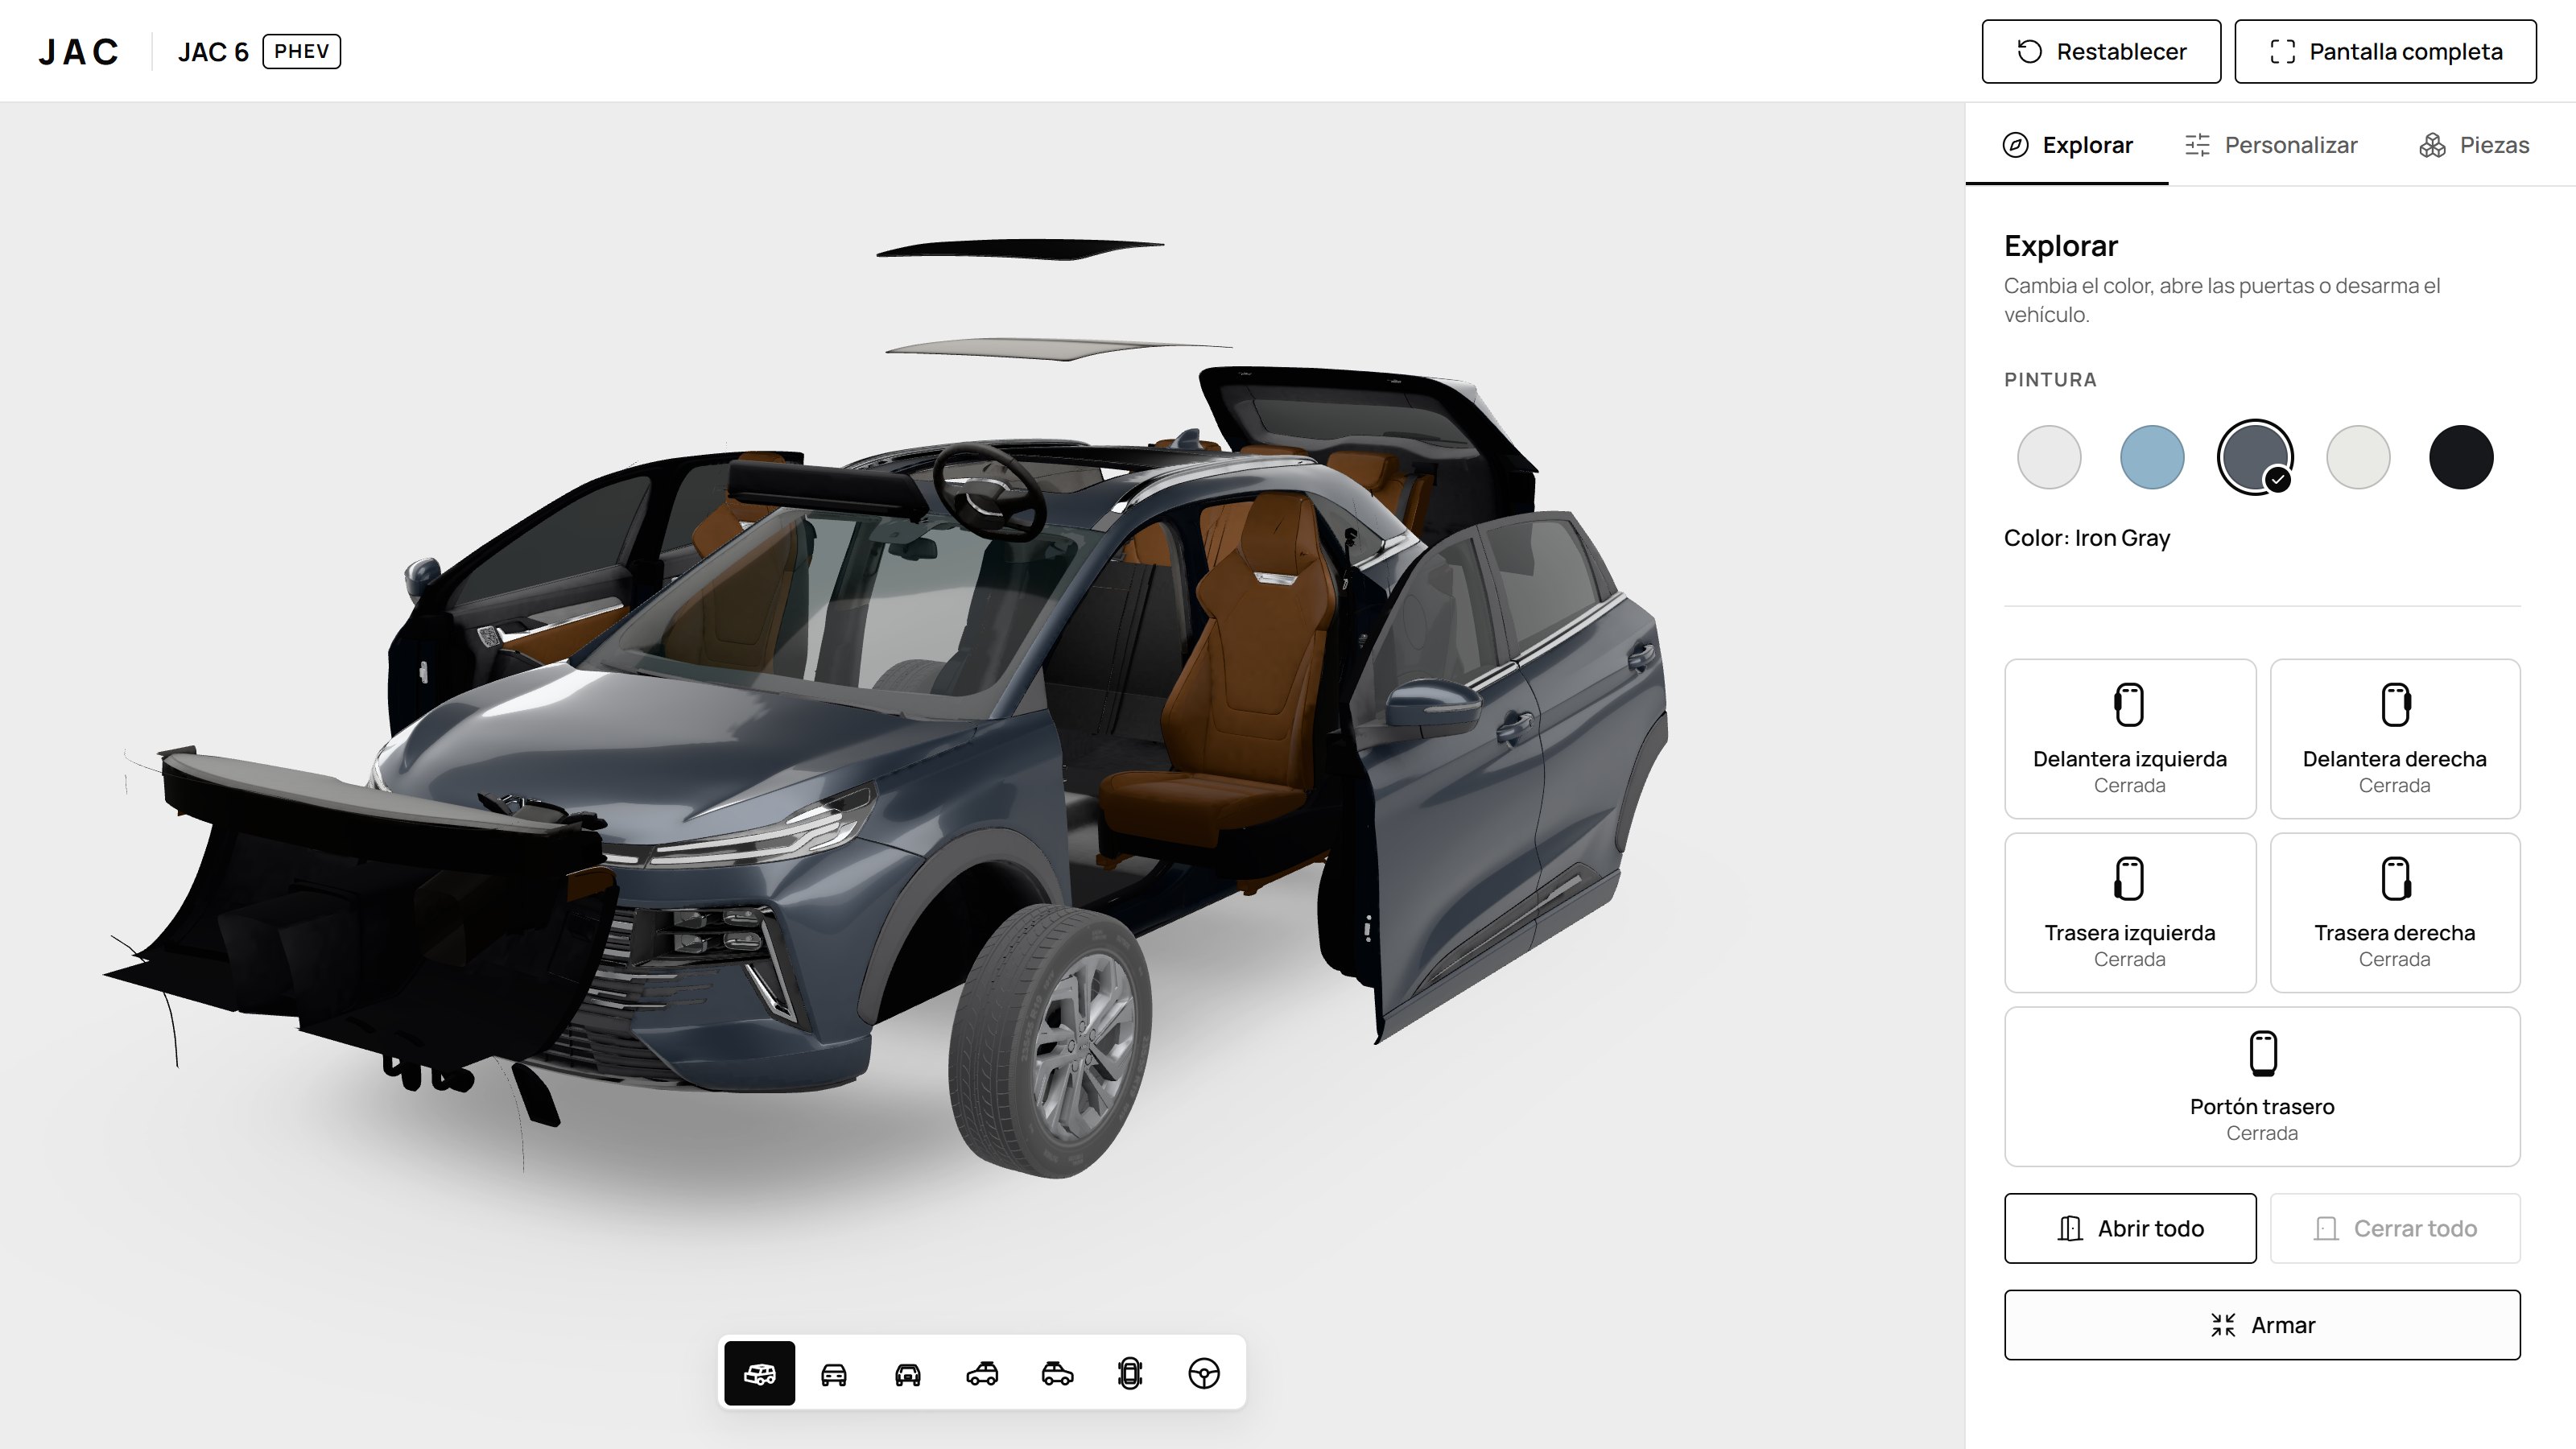 JAC
JAC 6 PHEV
Restablecer
Pantalla completa
Explorar
Personalizar
Piezas
Explorar
Cambia el color, abre las puertas o desarma el
vehículo.
PINTURA
Color: Iron Gray
Delantera izquierda
Cerrada
Delantera derecha
Cerrada
Trasera izquierda
Cerrada
Trasera derecha
Cerrada
Portón trasero
Cerrada
Abrir todo
Cerrar todo
Armar